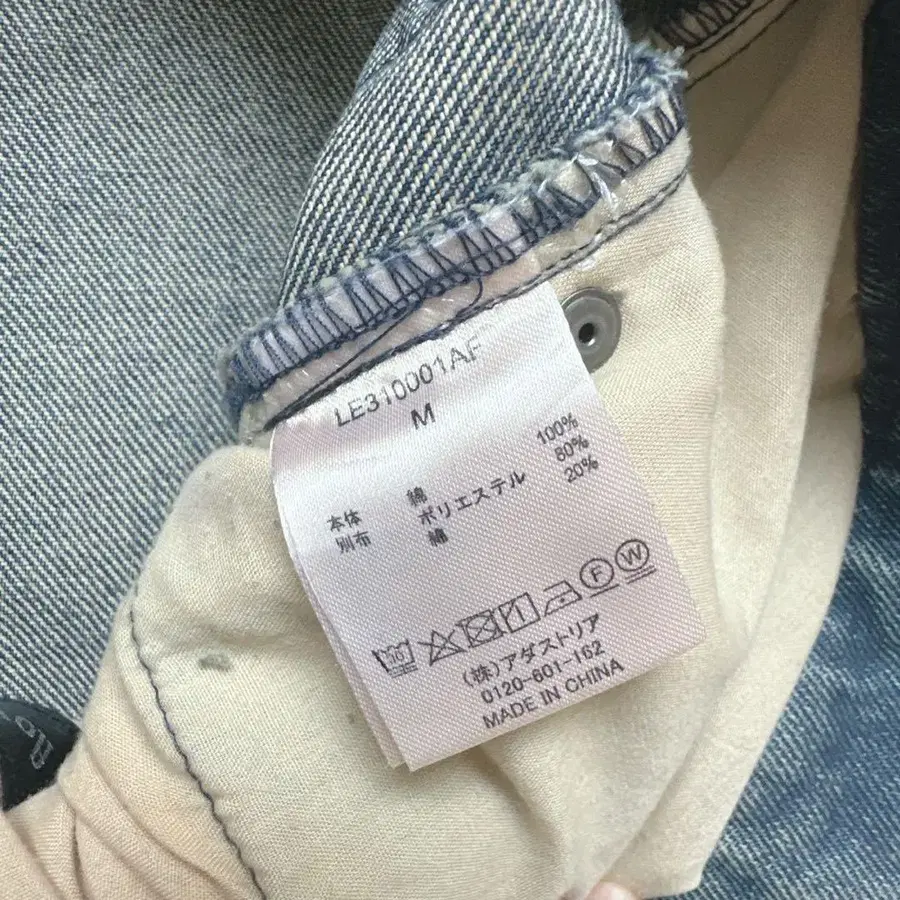 LE310001AF
M
本体 綿 100%
別布 ポリエステル 80%
綿 20%
F W
(株)アダストリア
0120-601-162
MADE IN CHINA